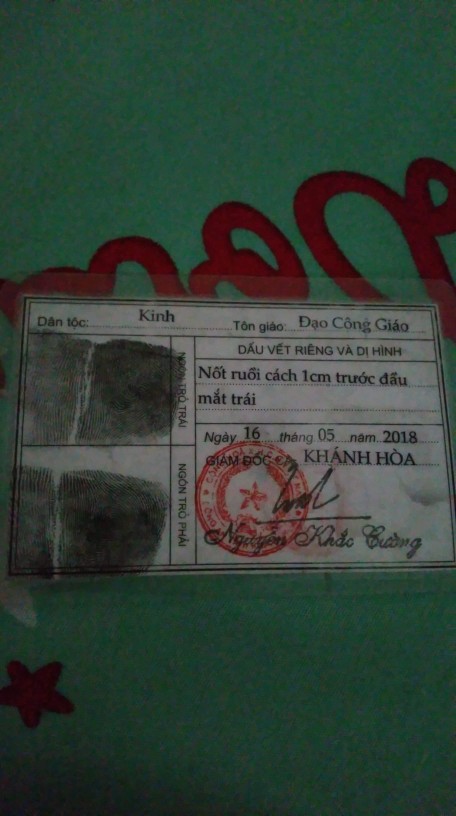 Dân tộc: Kinh Tôn giáo: Đạo Công Giáo
DẤU VẾT RIÊNG VÀ DỊ HÌNH
Nốt ruồi cách 1cm trước đầu
mắt trái
NGÓN TRỎ TRÁI
Ngày 16 tháng 05 năm 2018
GIÁM ĐỐC KHÁNH HÒA
NGÓN TRỎ PHẢI
Nguyễn Khắc Cường